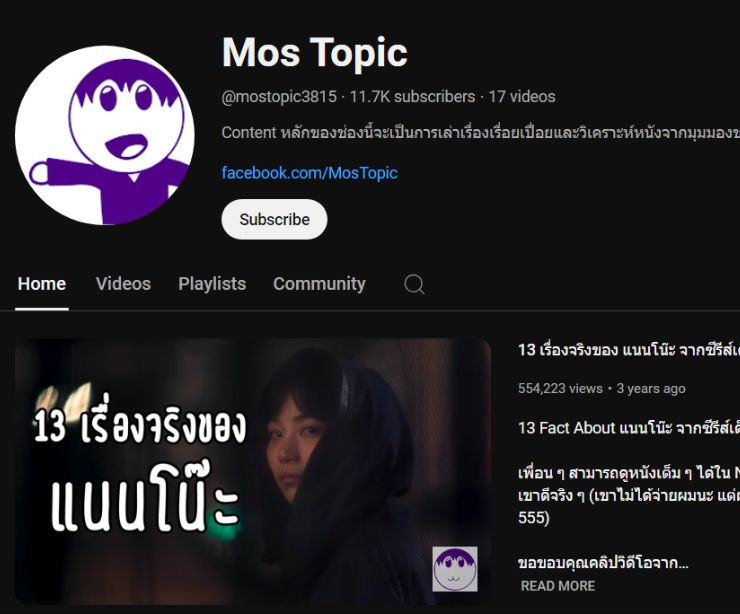 Mos Topic
@mostopic3815 · 11.7K subscribers · 17 videos
Content หลักของช่องนี้จะเป็นการเล่าเรื่องเรื่อยเปื่อยและวิเคราะห์หนังจากมุมมอง
facebook.com/MosTopic
Subscribe
Home Videos Playlists Community
13 เรื่องจริงของ
แนนโน๊ะ
13 เรื่องจริงของ แนนโน๊ะ จากซีรีส์
554,223 views • 3 years ago
13 Fact About แนนโน๊ะ จากซีรีส์
เพื่อน ๆ สามารถดูหนังเต็ม ๆ ได้ใน
เขาดีจริง ๆ (เขาไม่ได้จ่ายผมนะ
555)
ขอขอบคุณคลิปวิดีโอจาก...
READ MORE